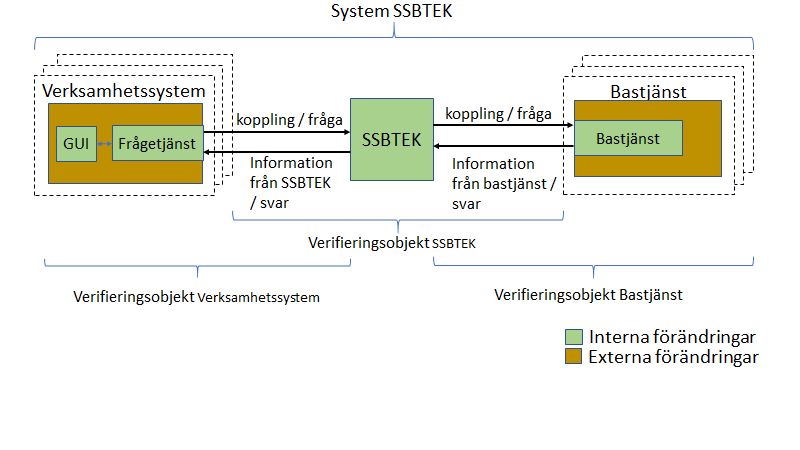 System SSBTEK
Verksamhetssystem
Bastjänst
koppling / fråga
koppling / fråga
GUI
Frågetjänst
SSBTEK
Bastjänst
Information
från SSBTEK
/ svar
Information
från bastjänst /
svar
Verifieringsobjekt SSBTEK
Verifieringsobjekt Verksamhetssystem
Verifieringsobjekt Bastjänst
Interna förändringar
Externa förändringar